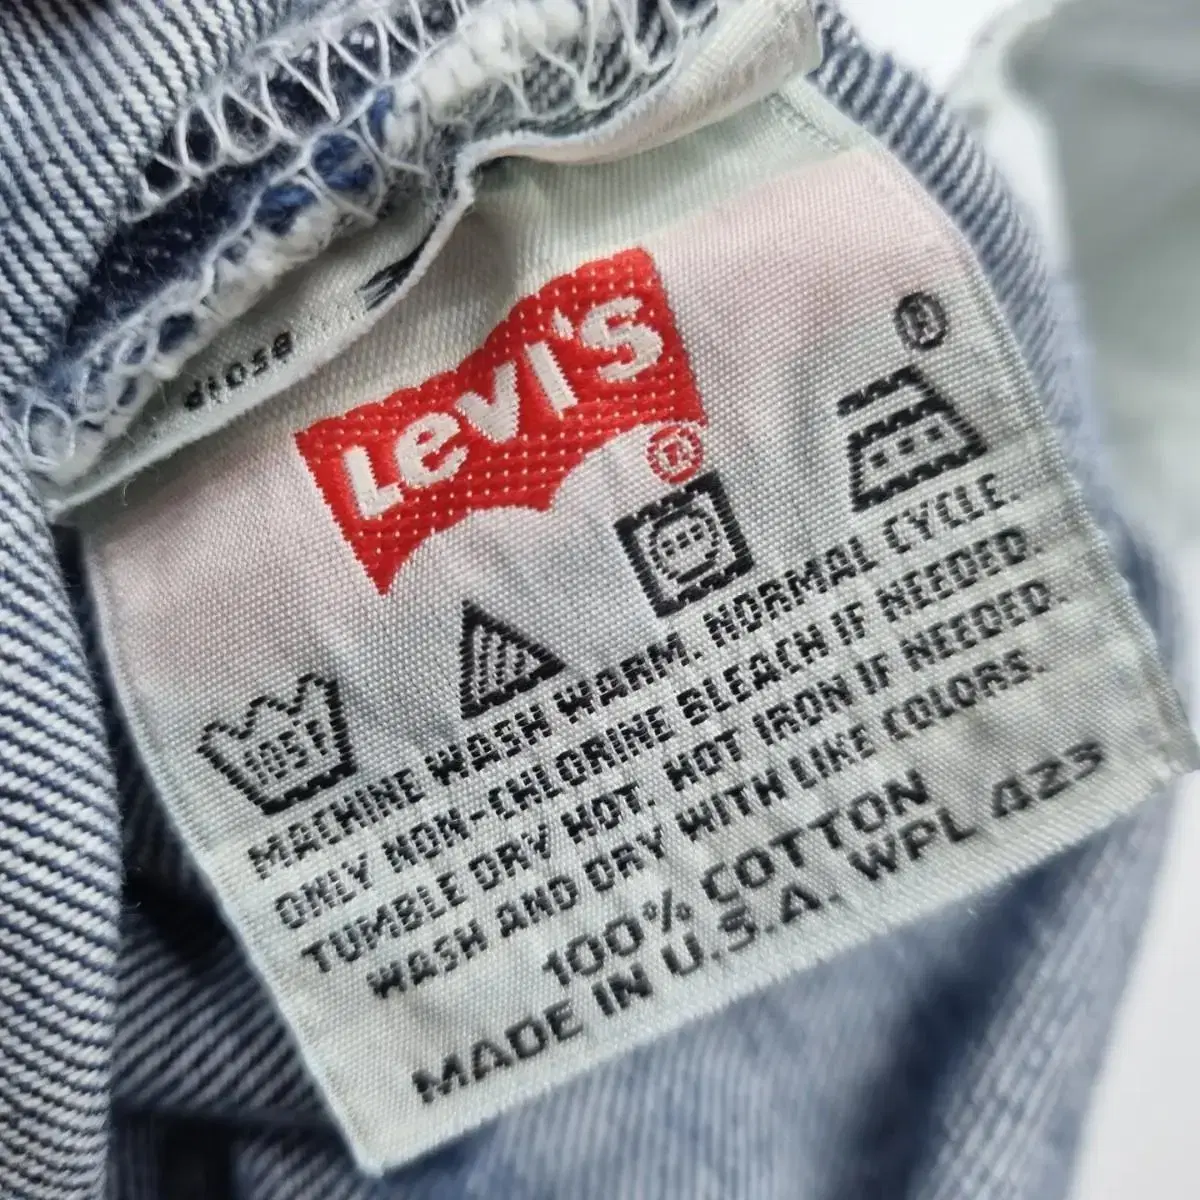 Levi's
®
105F
®
MACHINE WASH WARM. NORMAL CYCLE.
ONLY NON-CHLORINE BLEACH IF NEEDED.
TUMBLE DRY HOT. HOT IRON IF NEEDED.
WASH AND DRY WITH LIKE COLORS.
100% COTTON
MADE IN U.S.A. WPL 423